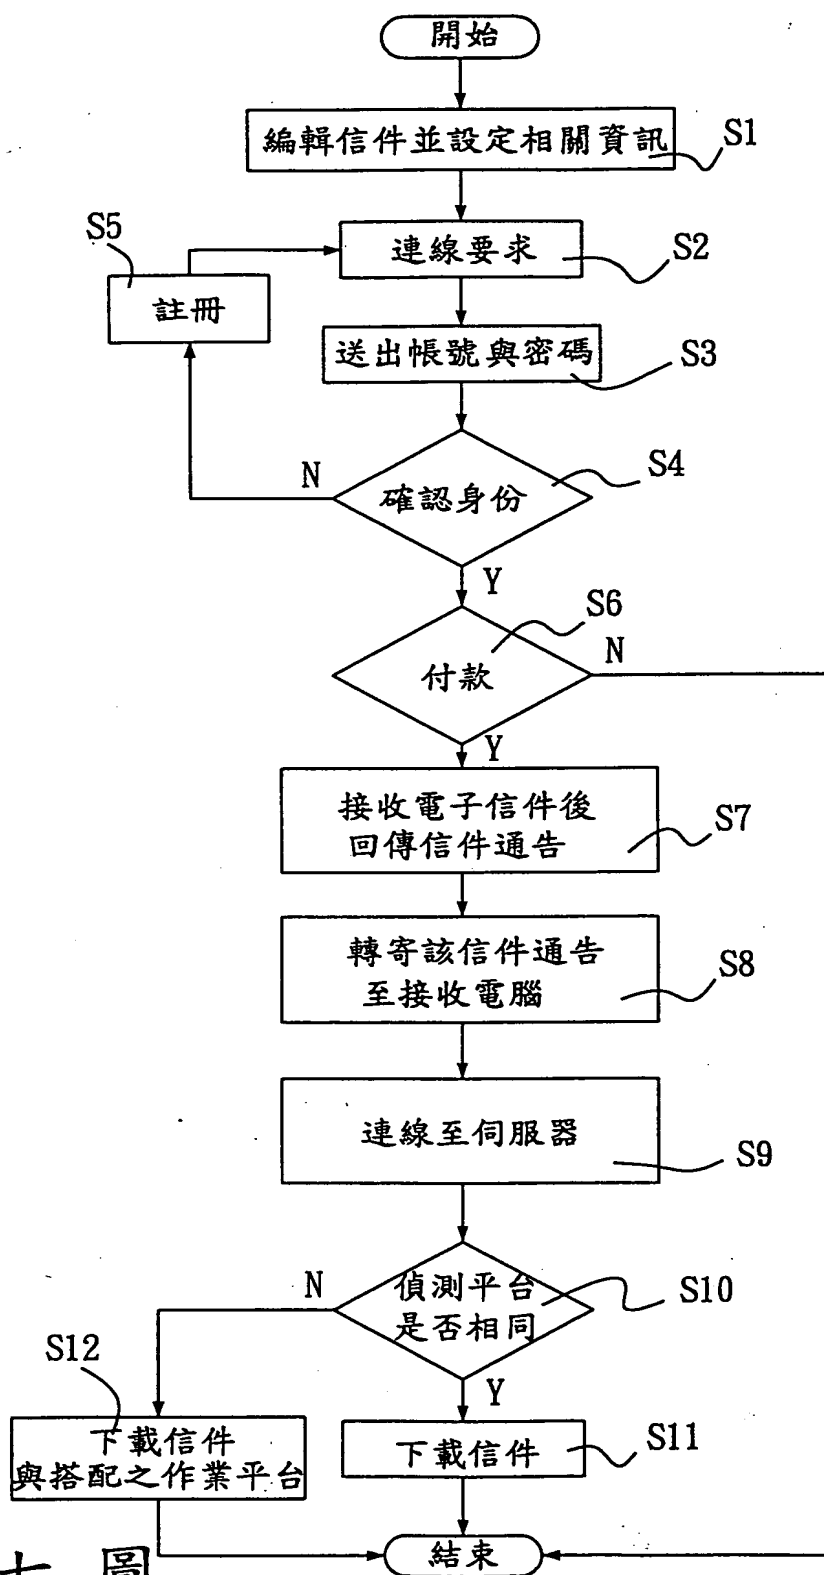 開始
編輯信件並設定相關資訊
S1
S5
連線要求
S2
註冊
送出帳號與密碼
S3
N
確認身份
S4
Y
S6
付款
N
Y
接收電子信件後
回傳信件通告
S7
轉寄該信件通告
至接收電腦
S8
連線至伺服器
S9
N
偵測平台
是否相同
S10
S12
Y
下載信件
與搭配之作業平台
下載信件
S11
結束
圖